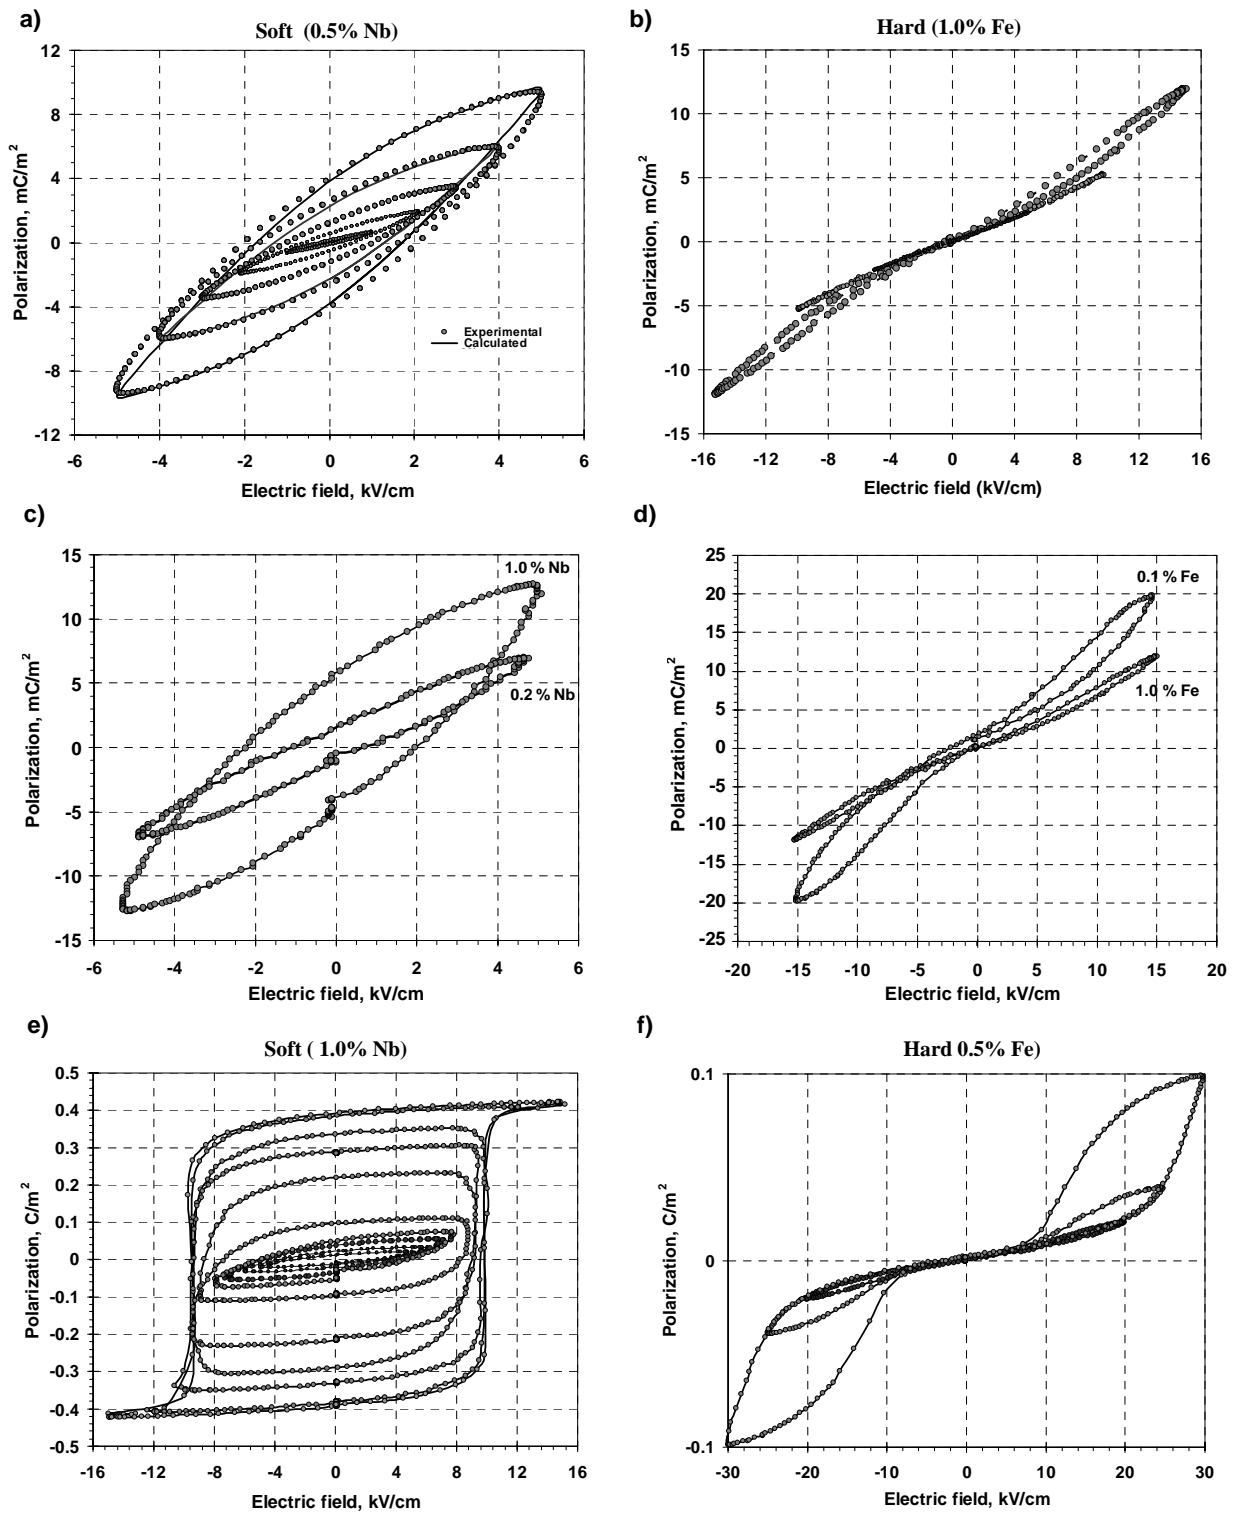 a)
Soft (0.5% Nb)
12
8
4
0
-4
-8
-12
Polarization, mC/m2
Experimental
Calculated
-6 -4 -2 0 2 4 6
Electric field, kV/cm
b)
Hard (1.0% Fe)
15
10
5
0
-5
-10
-15
Polarization, mC/m2
-16 -12 -8 -4 0 4 8 12 16
Electric field (kV/cm)
c)
15
10
5
0
-5
-10
-15
Polarization, mC/m2
1.0 % Nb
0.2 % Nb
-6 -4 -2 0 2 4 6
Electric field, kV/cm
d)
25
20
15
10
5
0
-5
-10
-15
-20
-25
Polarization, mC/m2
0.1 % Fe
1.0 % Fe
-20 -15 -10 -5 0 5 10 15 20
Electric field, kV/cm
e)
Soft ( 1.0% Nb)
0.5
0.4
0.3
0.2
0.1
0
-0.1
-0.2
-0.3
-0.4
-0.5
Polarization, C/m2
-16 -12 -8 -4 0 4 8 12 16
Electric field, kV/cm
f)
Hard 0.5% Fe)
0.1
0
-0.1
Polarization, C/m2
-30 -20 -10 0 10 20 30
Electric field, kV/cm